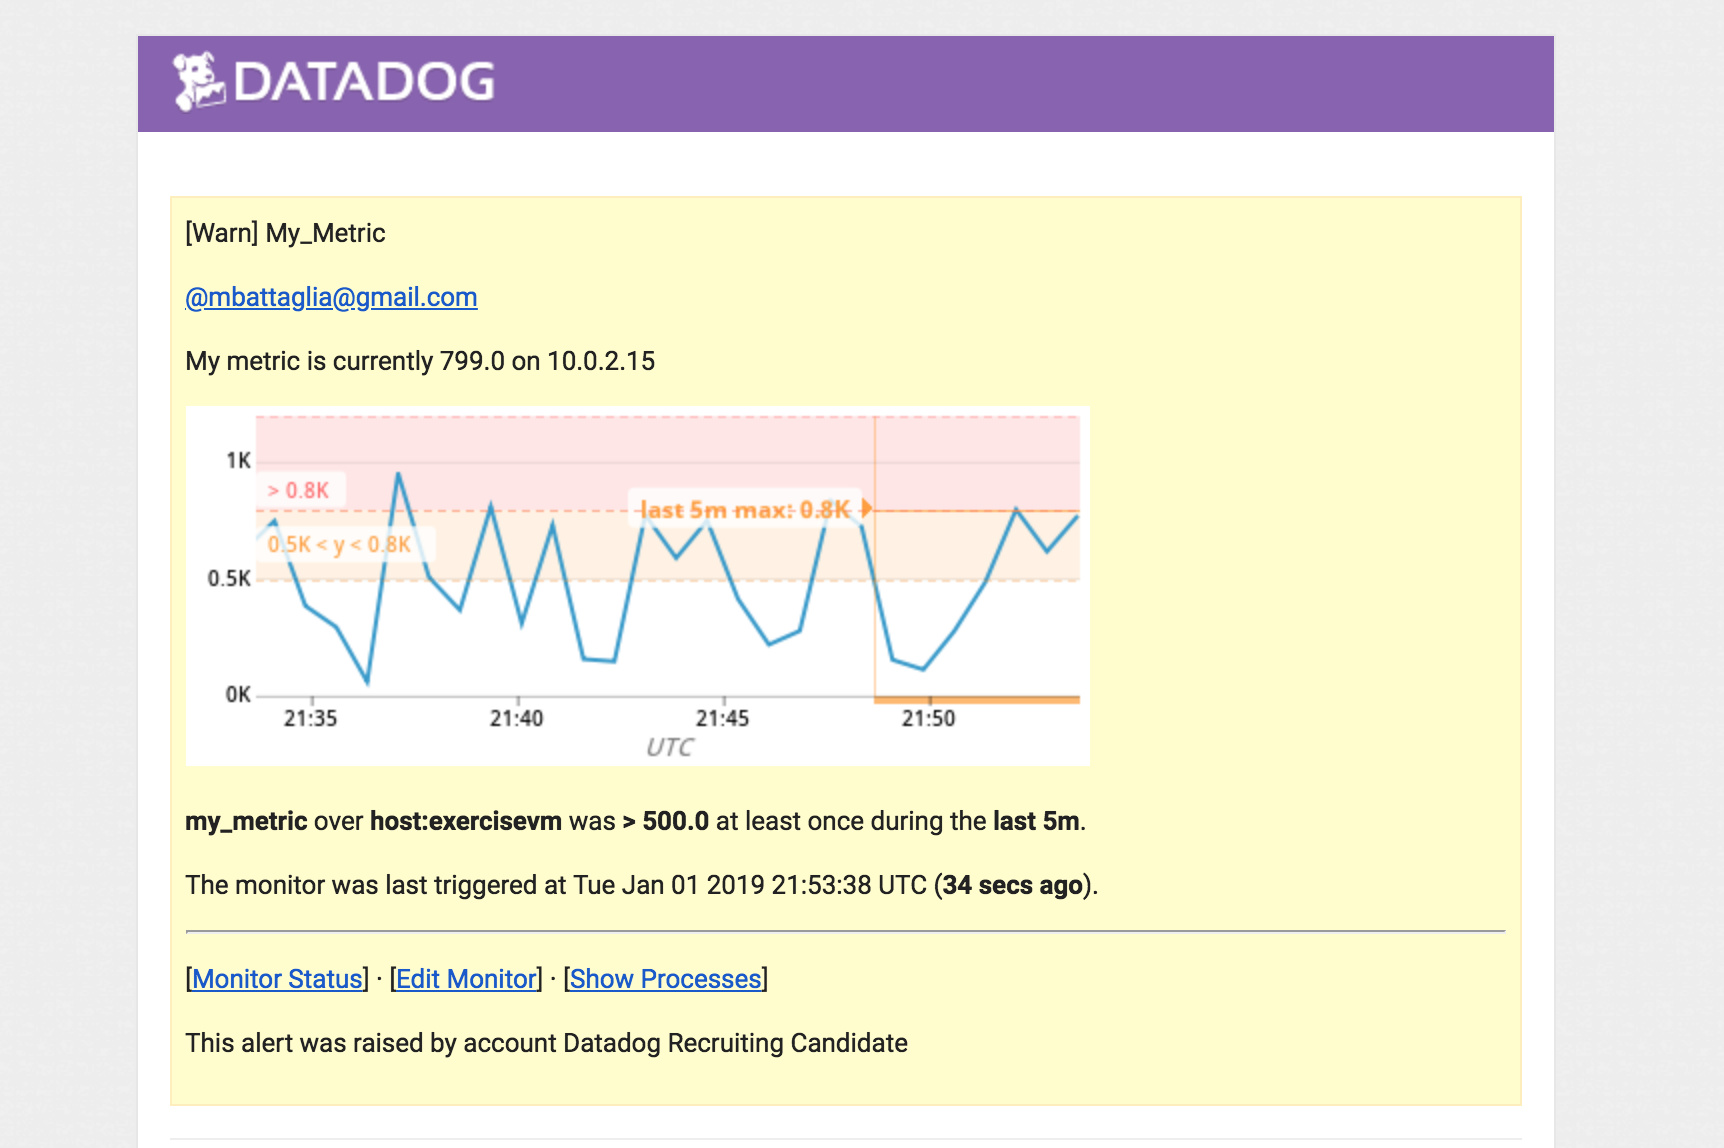 DATADOG
[Warn] My_Metric
@mbattaglia@gmail.com
My metric is currently 799.0 on 10.0.2.15
1K
> 0.8K
last 5m max: 0.8K
0.5K < y < 0.8K
0.5K
0K
21:35 21:40 21:45 21:50
UTC
my_metric over host:exercisevm was > 500.0 at least once during the last 5m.
The monitor was last triggered at Tue Jan 01 2019 21:53:38 UTC (34 secs ago).
[Monitor Status] · [Edit Monitor] · [Show Processes]
This alert was raised by account Datadog Recruiting Candidate